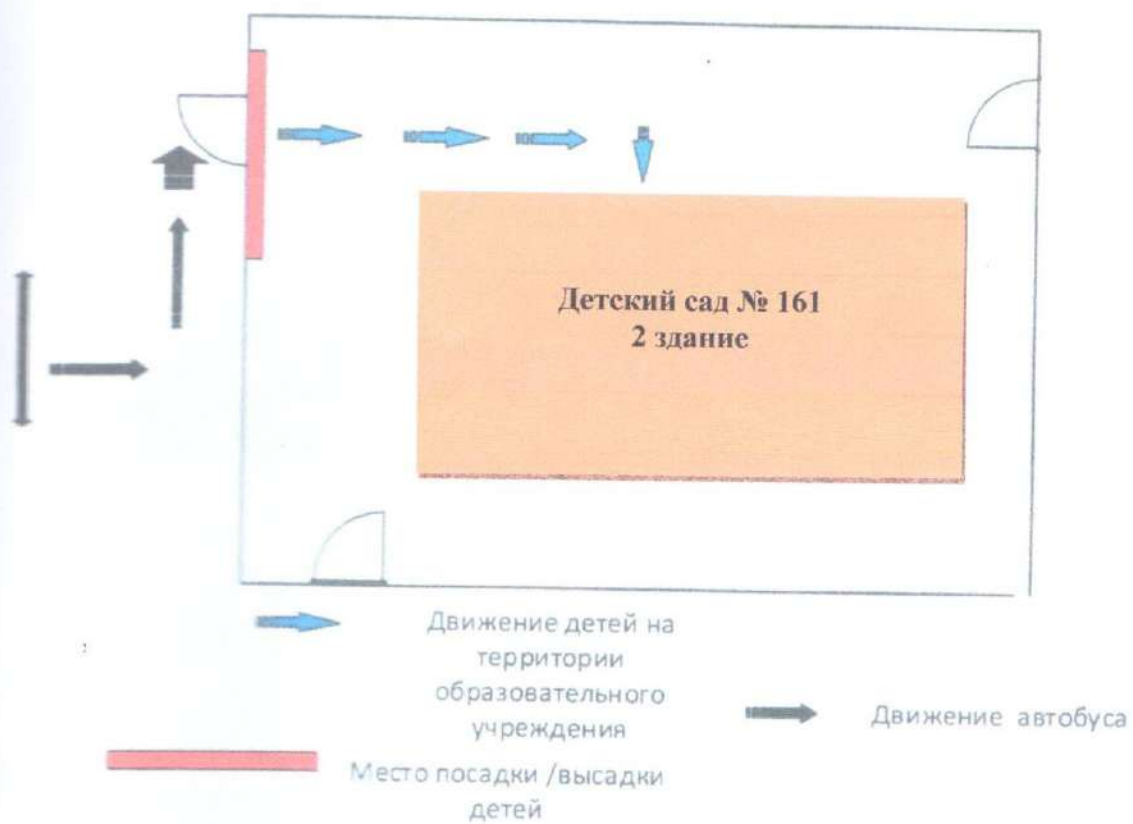 Детский сад № 161
2 здание
Движение детей на
территории
образовательного
учреждения
Движение автобуса
Место посадки /высадки
детей